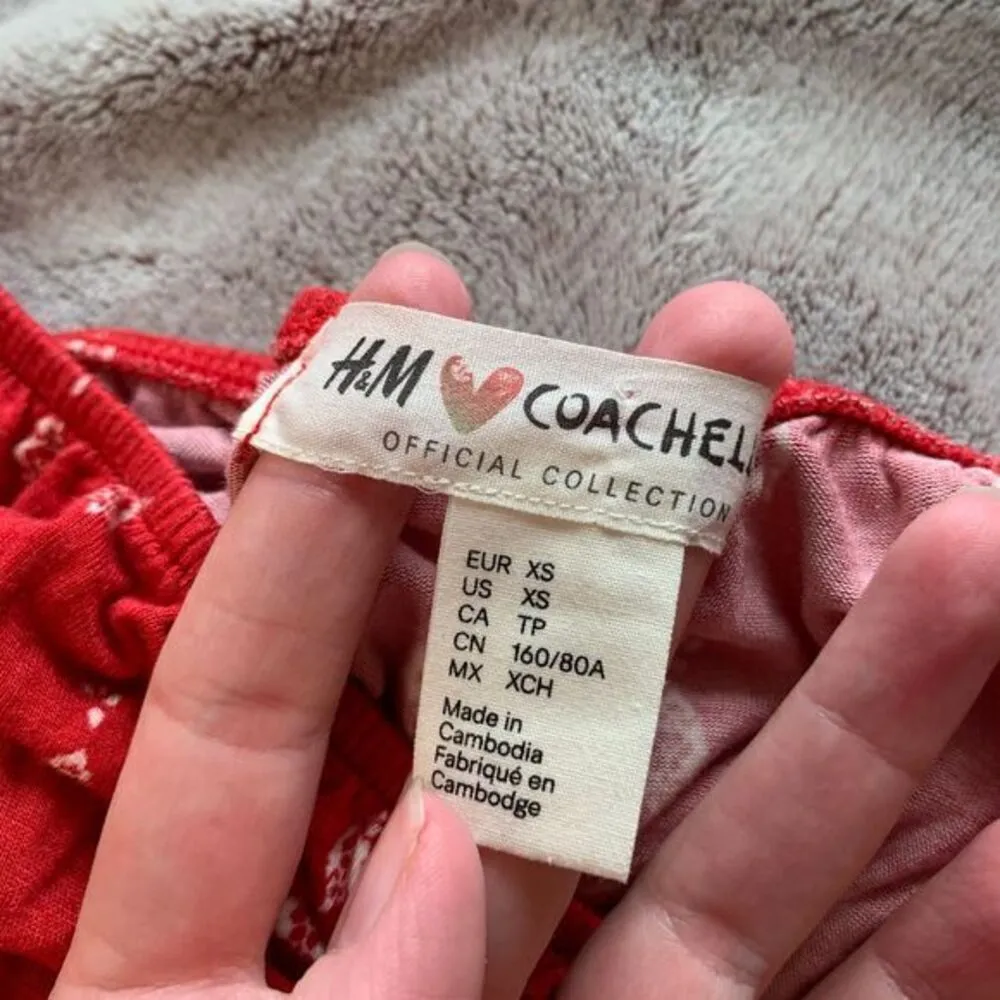 H&M COACHEL
OFFICIAL COLLECTION
EUR XS
US XS
CA TP
CN 160/80A
MX XCH
Made in
Cambodia
Fabriqué en
Cambodge